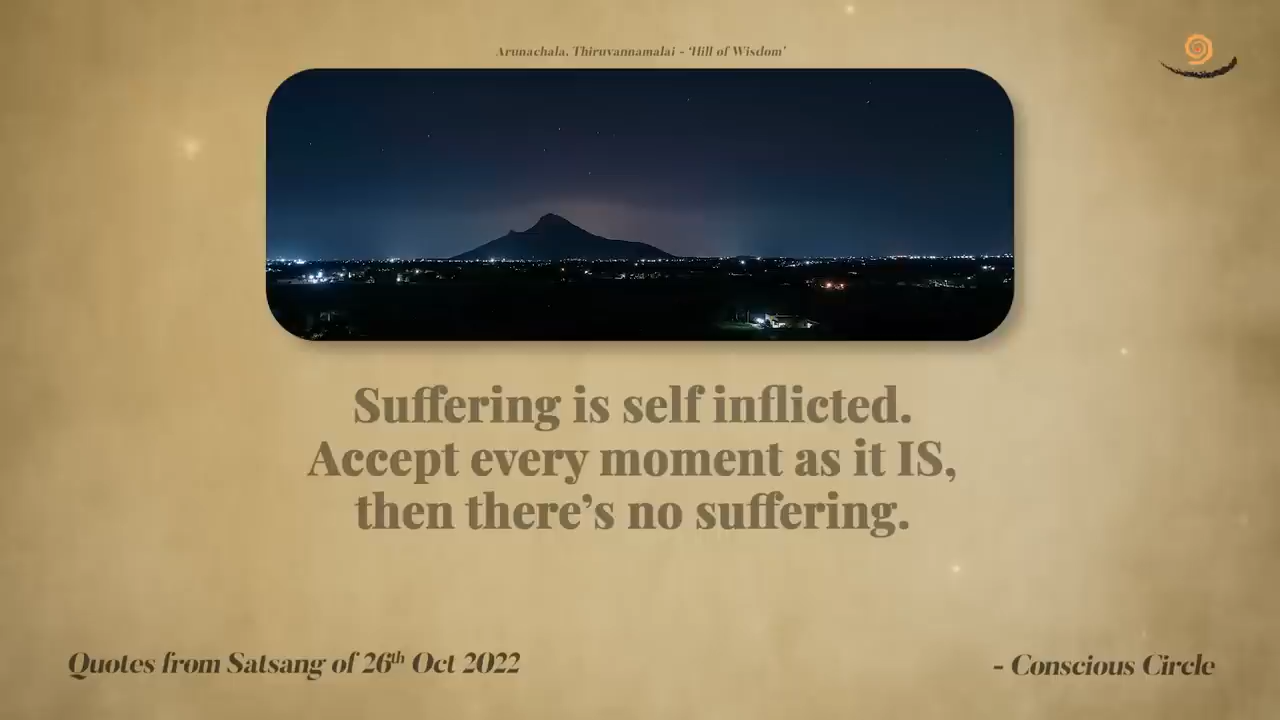 Arunachala, Thiruvannamalai - 'Hill of Wisdom'
Suffering is self inflicted.
Accept every moment as it IS,
then there's no suffering.
Quotes from Satsang of 26th Oct 2022
- Conscious Circle